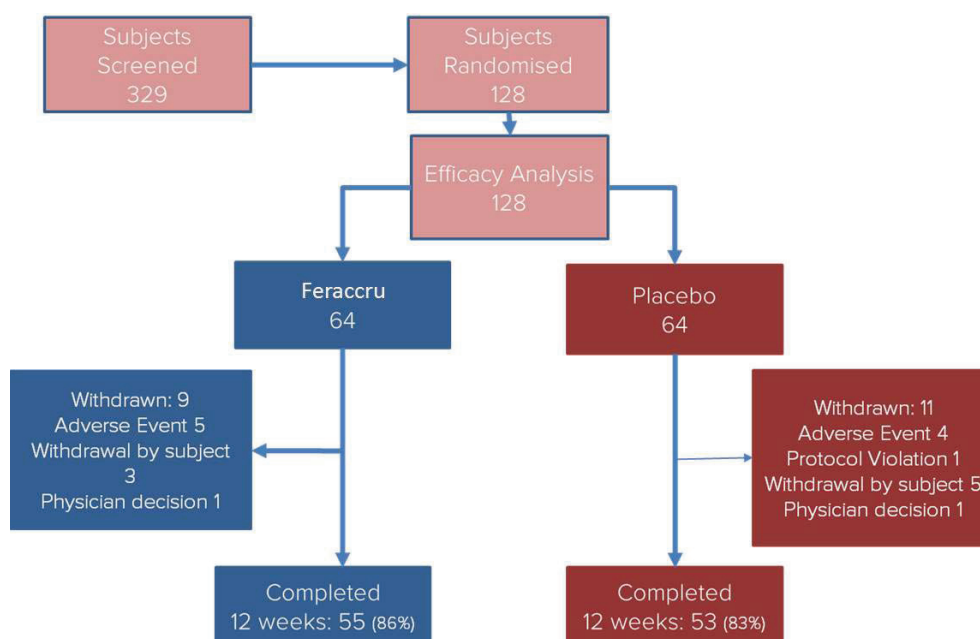 Subjects
Screened
329
Subjects
Randomised
128
Efficacy Analysis
128
Feraccru
64
Placebo
64
Withdrawn: 9
Adverse Event 5
Withdrawal by subject
3
Physician decision 1
Withdrawn: 11
Adverse Event 4
Protocol Violation 1
Withdrawal by subject 5
Physician decision 1
Completed
12 weeks: 55 (86%)
Completed
12 weeks: 53 (83%)